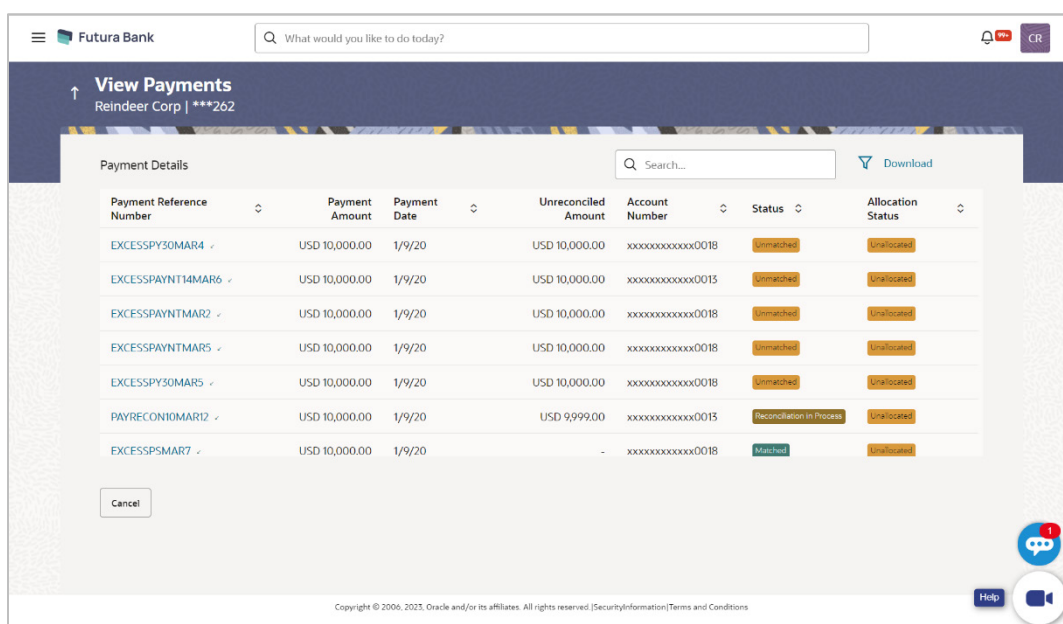 Futura Bank
What would you like to do today?
99+
CR
View Payments
Reindeer Corp | ***262
Payment Details
Search...
Download
Payment Reference Number Payment Amount Payment Date Unreconciled Amount Account Number Status Allocation Status
EXCESSPY30MAR4 USD 10,000.00 1/9/20 USD 10,000.00 xxxxxxxxxxxx0018 Unmatched Unallocated
EXCESSPAYNT14MAR6 USD 10,000.00 1/9/20 USD 10,000.00 xxxxxxxxxxxx0013 Unmatched Unallocated
EXCESSPAYNTMAR2 USD 10,000.00 1/9/20 USD 10,000.00 xxxxxxxxxxxx0018 Unmatched Unallocated
EXCESSPAYNTMAR5 USD 10,000.00 1/9/20 USD 10,000.00 xxxxxxxxxxxx0018 Unmatched Unallocated
EXCESSPY30MAR5 USD 10,000.00 1/9/20 USD 10,000.00 xxxxxxxxxxxx0018 Unmatched Unallocated
PAYRECON10MAR12 USD 10,000.00 1/9/20 USD 9,999.00 xxxxxxxxxxxx0013 Reconciliation in Process Unallocated
EXCESSPSMAR7 USD 10,000.00 1/9/20 - xxxxxxxxxxxx0018 Matched Unallocated
Cancel
1
Help
Copyright © 2006, 2023, Oracle and/or its affiliates. All rights reserved.|SecurityInformation|Terms and Conditions